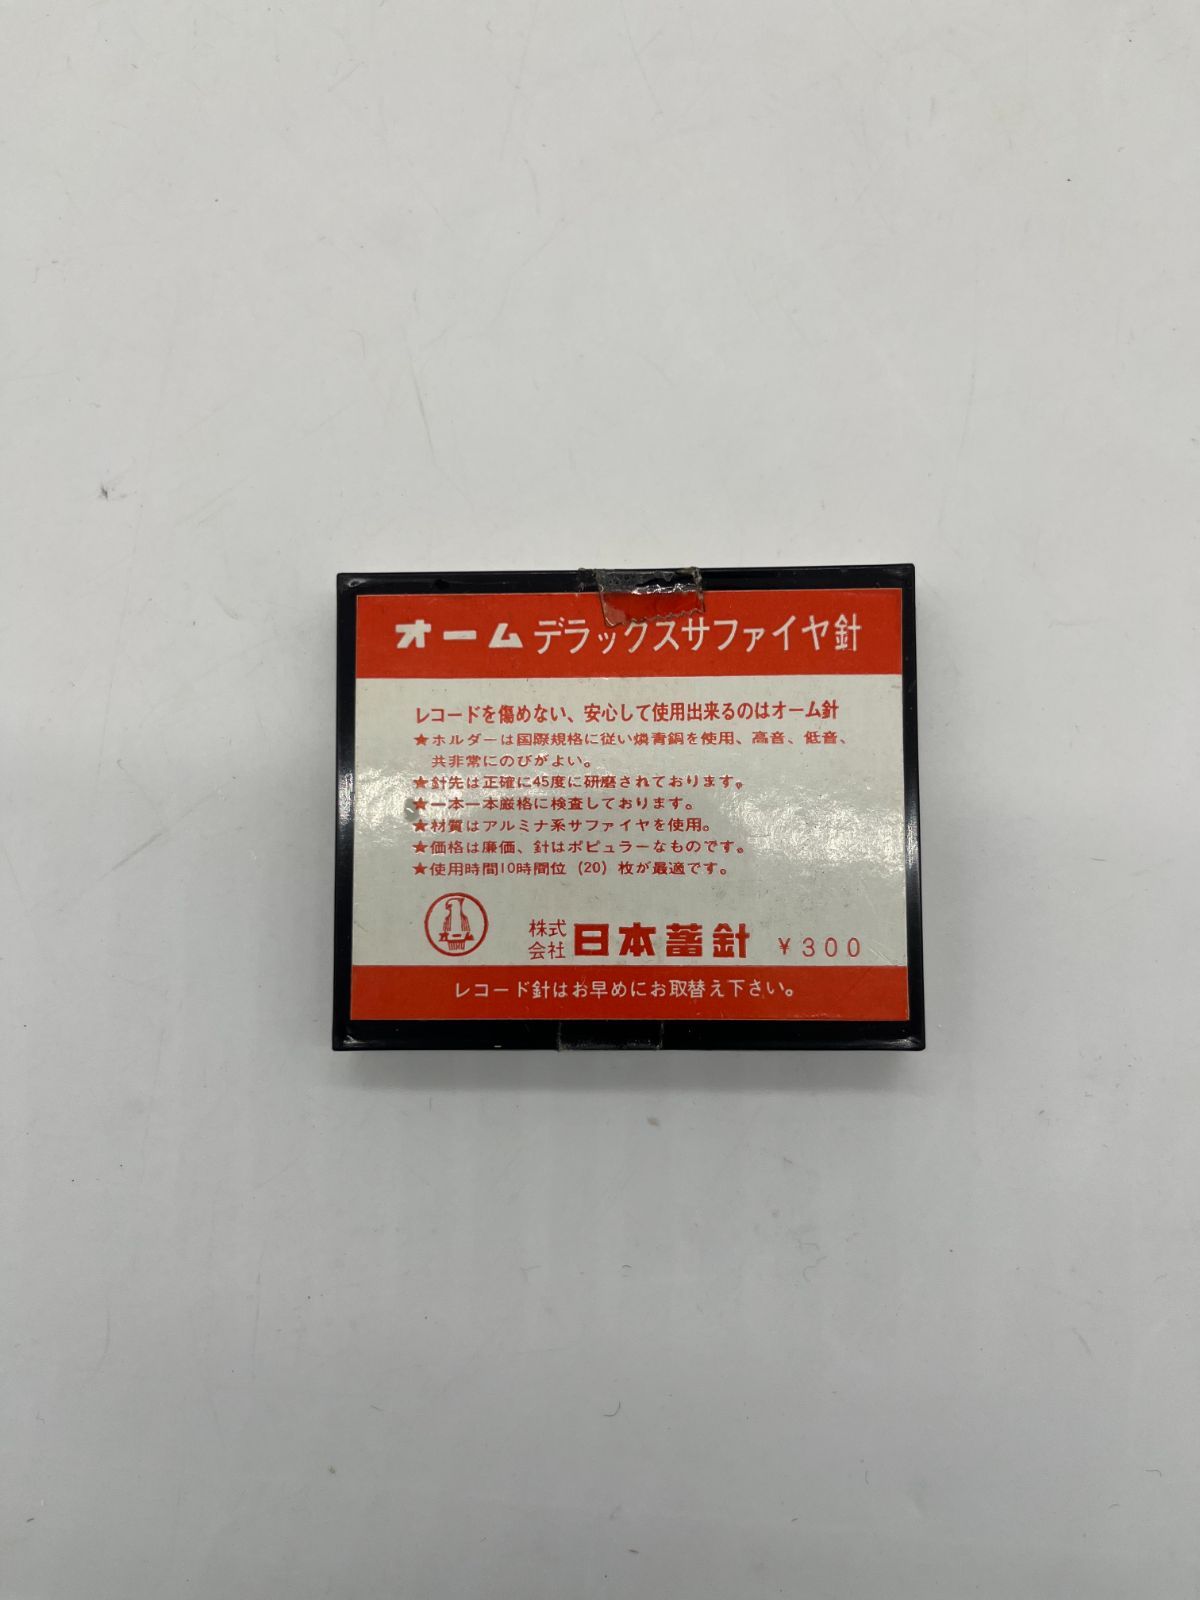 オーム デラックスサファイヤ針
レコードを傷めない、安心して使用出来るのはオーム針
★ホルダーは国際規格に従い燐青銅を使用、高音、低音、
共非常にのびがよい。
★針先は正確に45度に研磨されております。
★一本一本厳格に検査しております。
★材質はアルミナ系サファイヤを使用。
★価格は廉価、針はポピュラーなものです。
★使用時間10時間位 (20) 枚が最適です。
オーム
株式会社 日本蓄針 ¥300
レコード針はお早めにお取替え下さい。